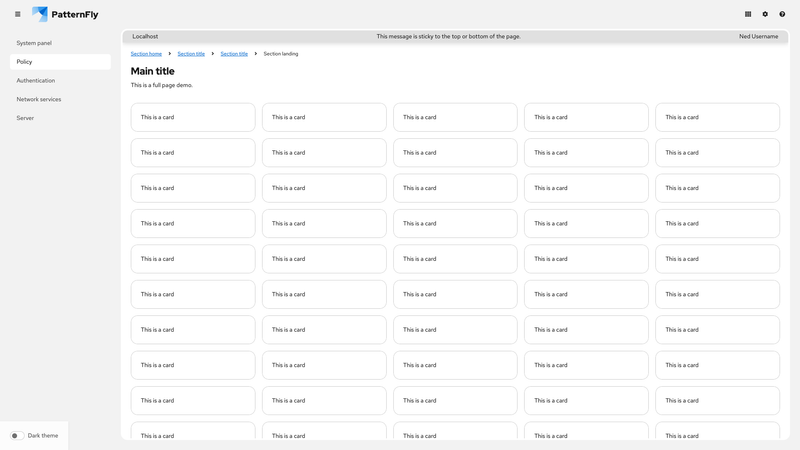 PatternFly
System panel
Policy
Authentication
Network services
Server
Dark theme
Localhost This message is sticky to the top or bottom of the page. Ned Username
Section home Section title Section title Section landing
Main title
This is a full page demo.
This is a card This is a card This is a card This is a card This is a card
This is a card This is a card This is a card This is a card This is a card
This is a card This is a card This is a card This is a card This is a card
This is a card This is a card This is a card This is a card This is a card
This is a card This is a card This is a card This is a card This is a card
This is a card This is a card This is a card This is a card This is a card
This is a card This is a card This is a card This is a card This is a card
This is a card This is a card This is a card This is a card This is a card
This is a card This is a card This is a card This is a card This is a card
This is a card This is a card This is a card This is a card This is a card